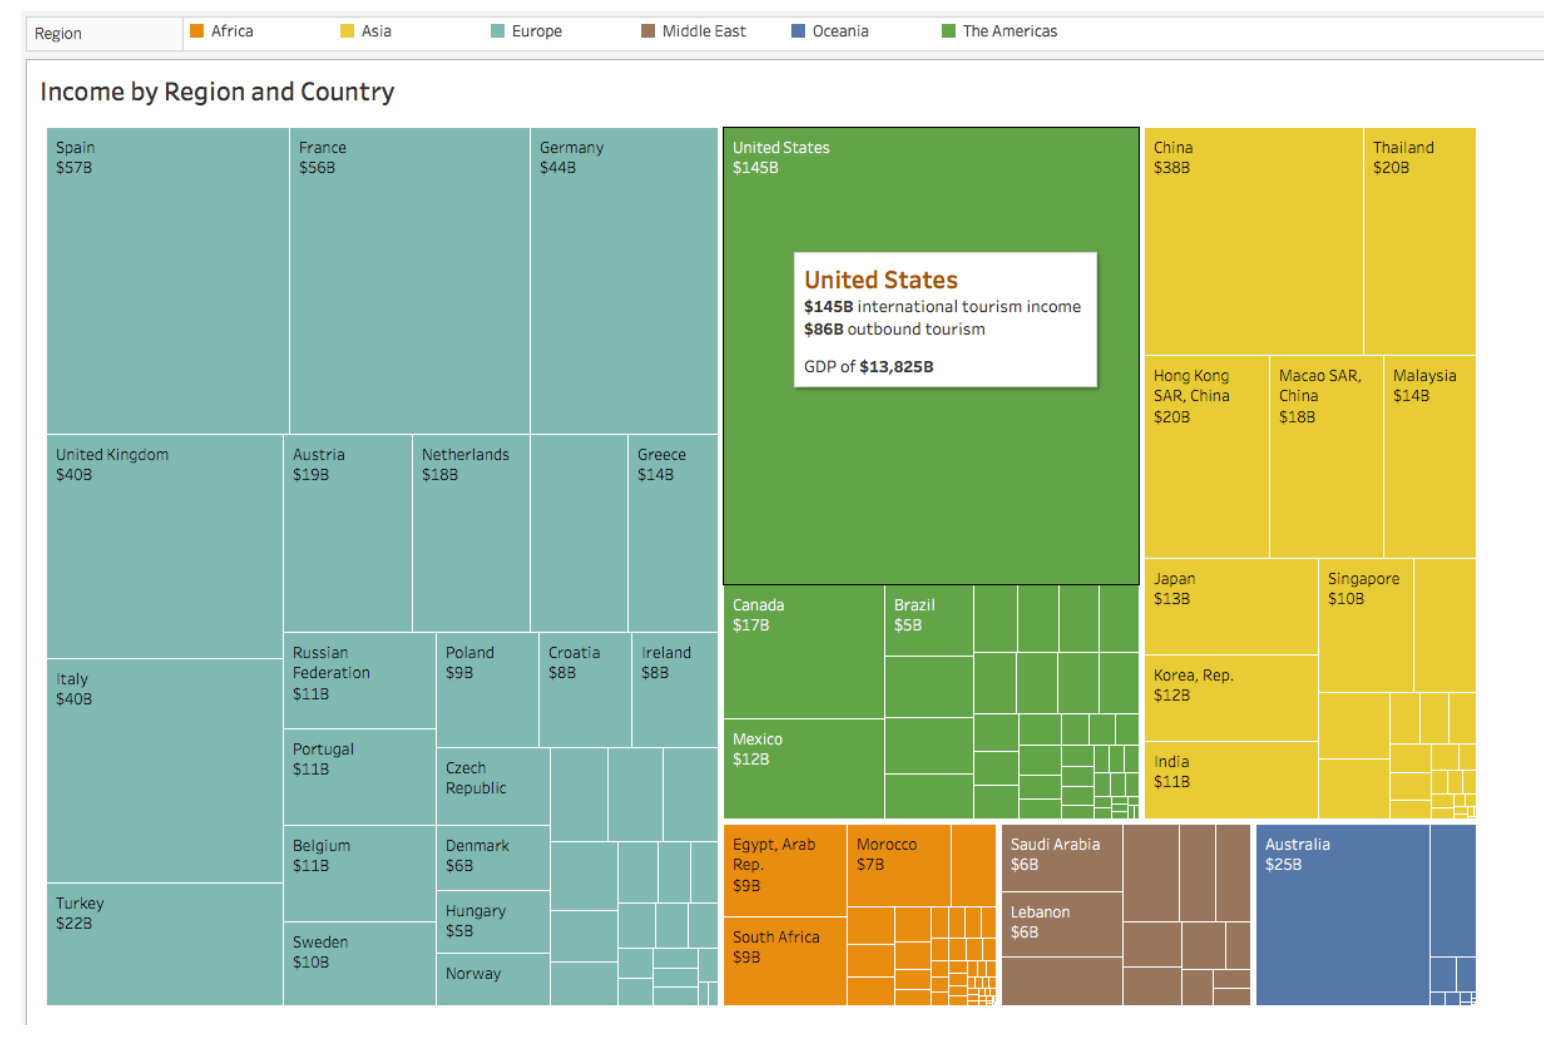 Region
Africa
Asia
Europe
Middle East
Oceania
The Americas
Income by Region and Country
Spain
$57B
France
$56B
Germany
$44B
United Kingdom
$40B
Austria
$19B
Netherlands
$18B
Greece
$14B
Italy
$40B
Russian
Federation
$11B
Poland
$9B
Croatia
$8B
Ireland
$8B
Portugal
$11B
Czech
Republic
Turkey
$22B
Belgium
$11B
Denmark
$6B
Hungary
$5B
Sweden
$10B
Norway
United States
$145B
United States
$145B international tourism income
$86B outbound tourism
GDP of $13,825B
Canada
$17B
Brazil
$5B
Mexico
$12B
China
$38B
Thailand
$20B
Hong Kong
SAR, China
$20B
Macao SAR,
China
$18B
Malaysia
$14B
Japan
$13B
Singapore
$10B
Korea, Rep.
$12B
India
$11B
Egypt, Arab
Rep.
$9B
Morocco
$7B
South Africa
$9B
Saudi Arabia
$6B
Lebanon
$6B
Australia
$25B